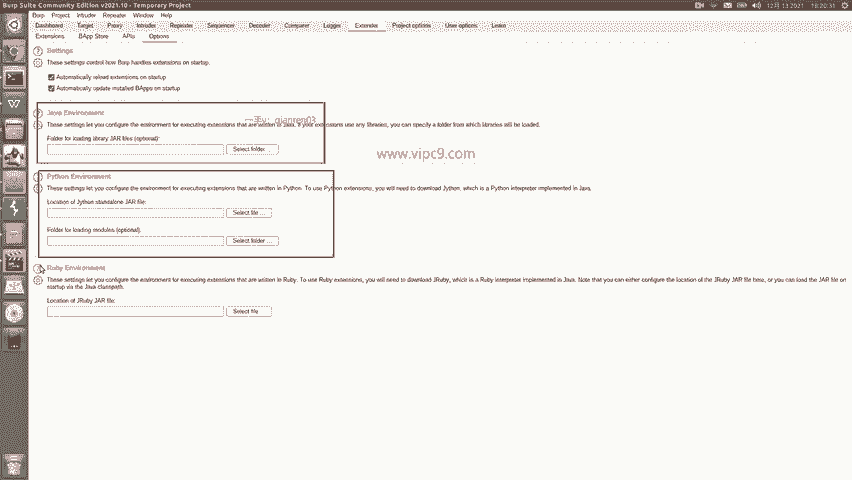 Burp Suite Community Edition v2021.10 - Temporary Project
12月 13 2021 18:20:31
Burp Project Intruder Repeater Window Help
Dashboard Target Proxy Intruder Repeater Sequencer Decoder Comparer Logger Extender Project options User options Learn
Extensions BApp Store APIs Options
Settings
These settings control how Burp handles extensions on startup.
Automatically reload extensions on startup
Automatically update installed BApps on startup
Java Environment
These settings let you configure the environment for executing extensions that are written in Java. If your extensions use any libraries, you can specify a folder from which libraries will be loaded.
Folder for loading library JAR files (optional):
Select folder ...
www.vipc9.com
Python Environment
These settings let you configure the environment for executing extensions that are written in Python. To use Python extensions, you will need to download Jython, which is a Python interpreter implemented in Java.
Location of Jython standalone JAR file:
Select file ...
Folder for loading modules (optional):
Select folder ...
Ruby Environment
These settings let you configure the environment for executing extensions that are written in Ruby. To use Ruby extensions, you will need to download JRuby, which is a Ruby interpreter implemented in Java. Note that you can either configure the location of the JRuby JAR file here, or you can load the JAR file on
startup via the Java classpath.
Location of JRuby JAR file:
Select file ...